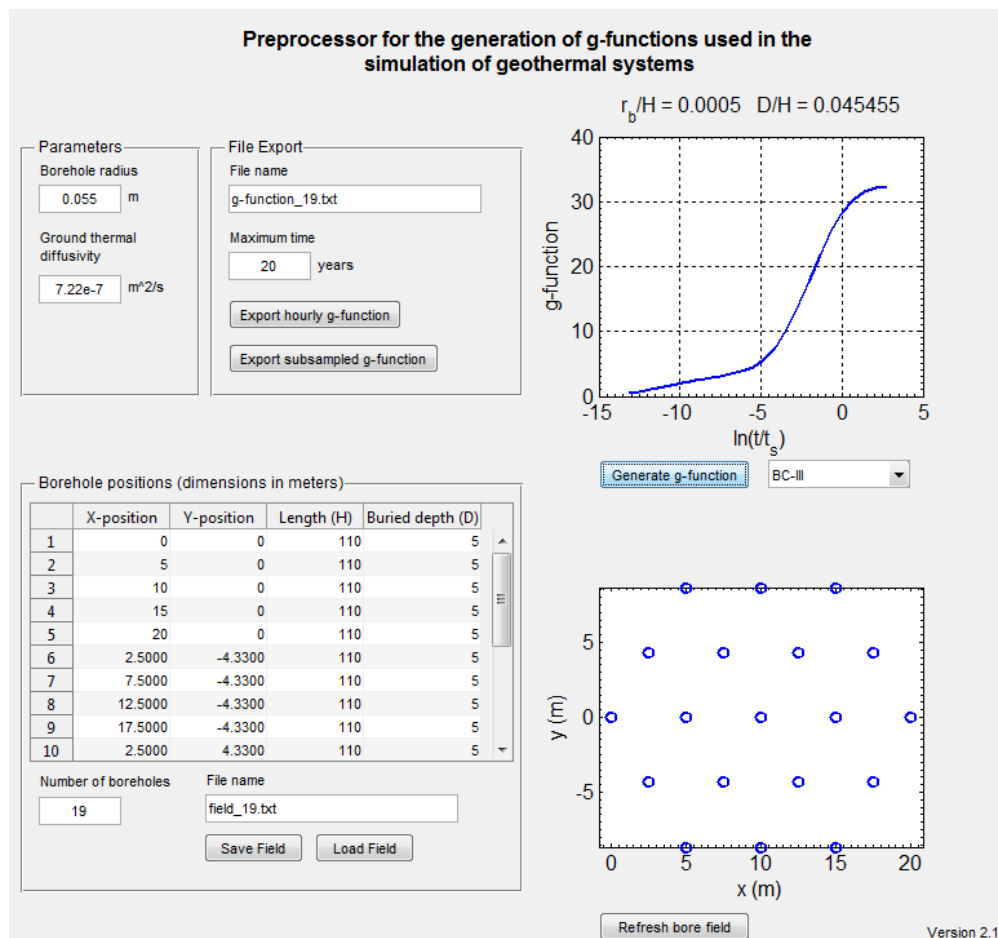 Preprocessor for the generation of g-functions used in the
simulation of geothermal systems
Parameters
Borehole radius
0.055 m
Ground thermal
diffusivity
7.22e-7 m^2/s
File Export
File name
g-function_19.txt
Maximum time
20 years
Export hourly g-function
Export subsampled g-function
r_b/H = 0.0005 D/H = 0.045455
40
30
20
10
0
g-function
-15 -10 -5 0 5
ln(t/t_s)
Generate g-function BC-III
Borehole positions (dimensions in meters)
X-position Y-position Length (H) Buried depth (D)
1 0 0 110 5
2 5 0 110 5
3 10 0 110 5
4 15 0 110 5
5 20 0 110 5
6 2.5000 -4.3300 110 5
7 7.5000 -4.3300 110 5
8 12.5000 -4.3300 110 5
9 17.5000 -4.3300 110 5
10 2.5000 4.3300 110 5
Number of boreholes
19
File name
field_19.txt
Save Field Load Field
5
0
-5
y (m)
0 5 10 15 20
x (m)
Refresh bore field
Version 2.1